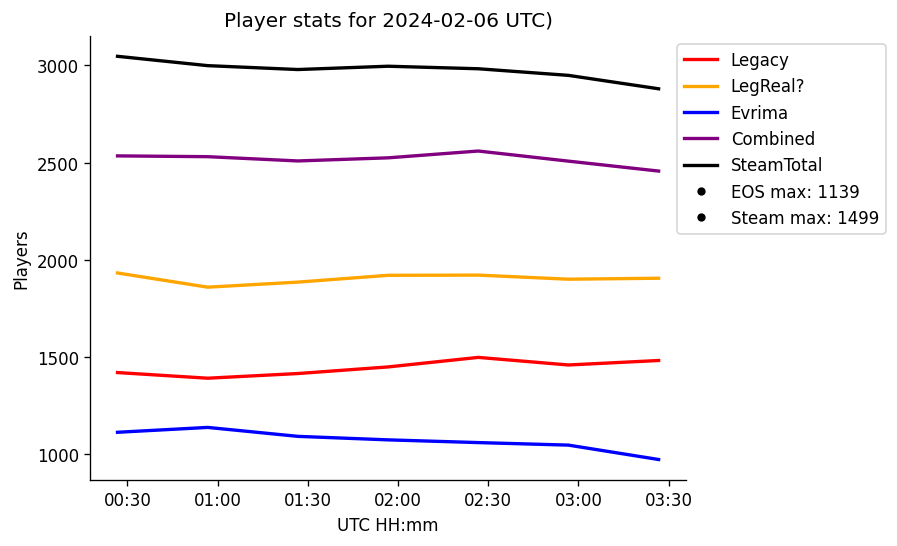 Player stats for 2024-02-06 UTC)
3000
2500
2000
1500
1000
Players
00:30 01:00 01:30 02:00 02:30 03:00 03:30
UTC HH:mm
Legacy
LegReal?
Evrima
Combined
SteamTotal
EOS max: 1139
Steam max: 1499